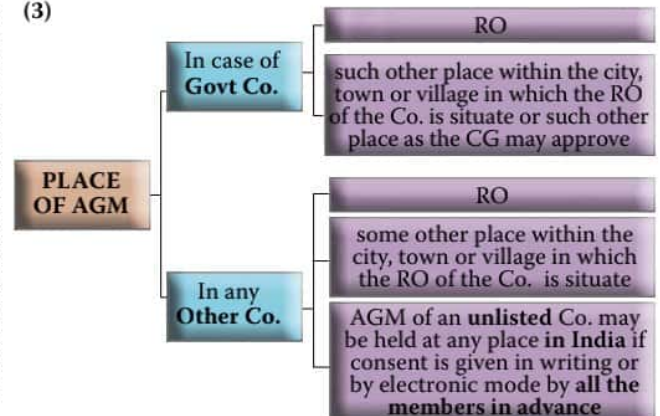 (3)
PLACE
OF AGM
In case of
Govt Co.
RO
such other place within the city,
town or village in which the RO
of the Co. is situate or such other
place as the CG may approve
In any
Other Co.
RO
some other place within the
city, town or village in which
the RO of the Co. is situate
AGM of an unlisted Co. may
be held at any place in India if
consent is given in writing or
by electronic mode by all the
members in advance